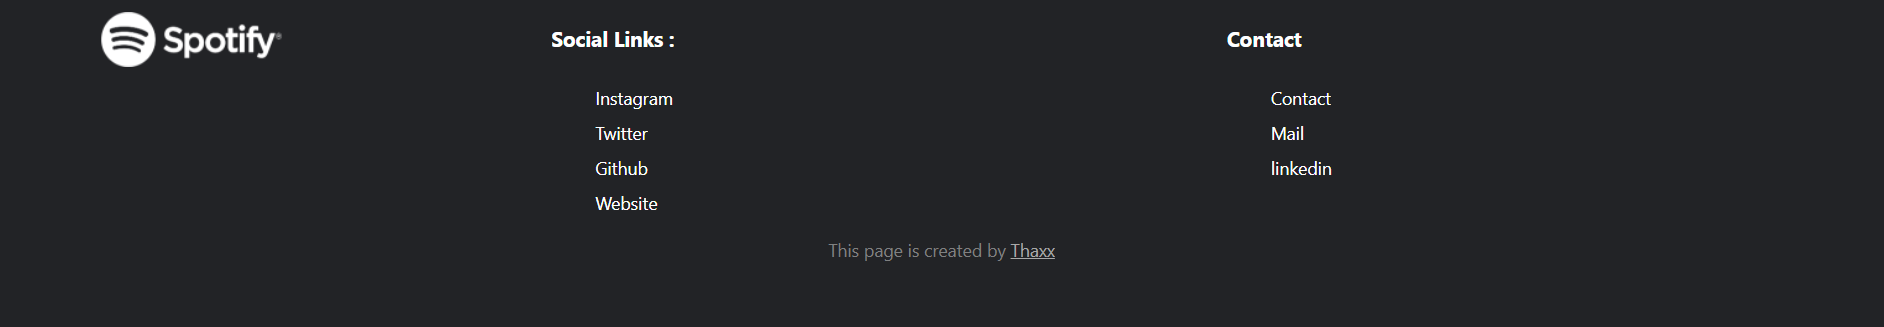 Spotify®
Social Links :
Instagram
Twitter
Github
Website
Contact
Contact
Mail
linkedin
This page is created by Thaxx